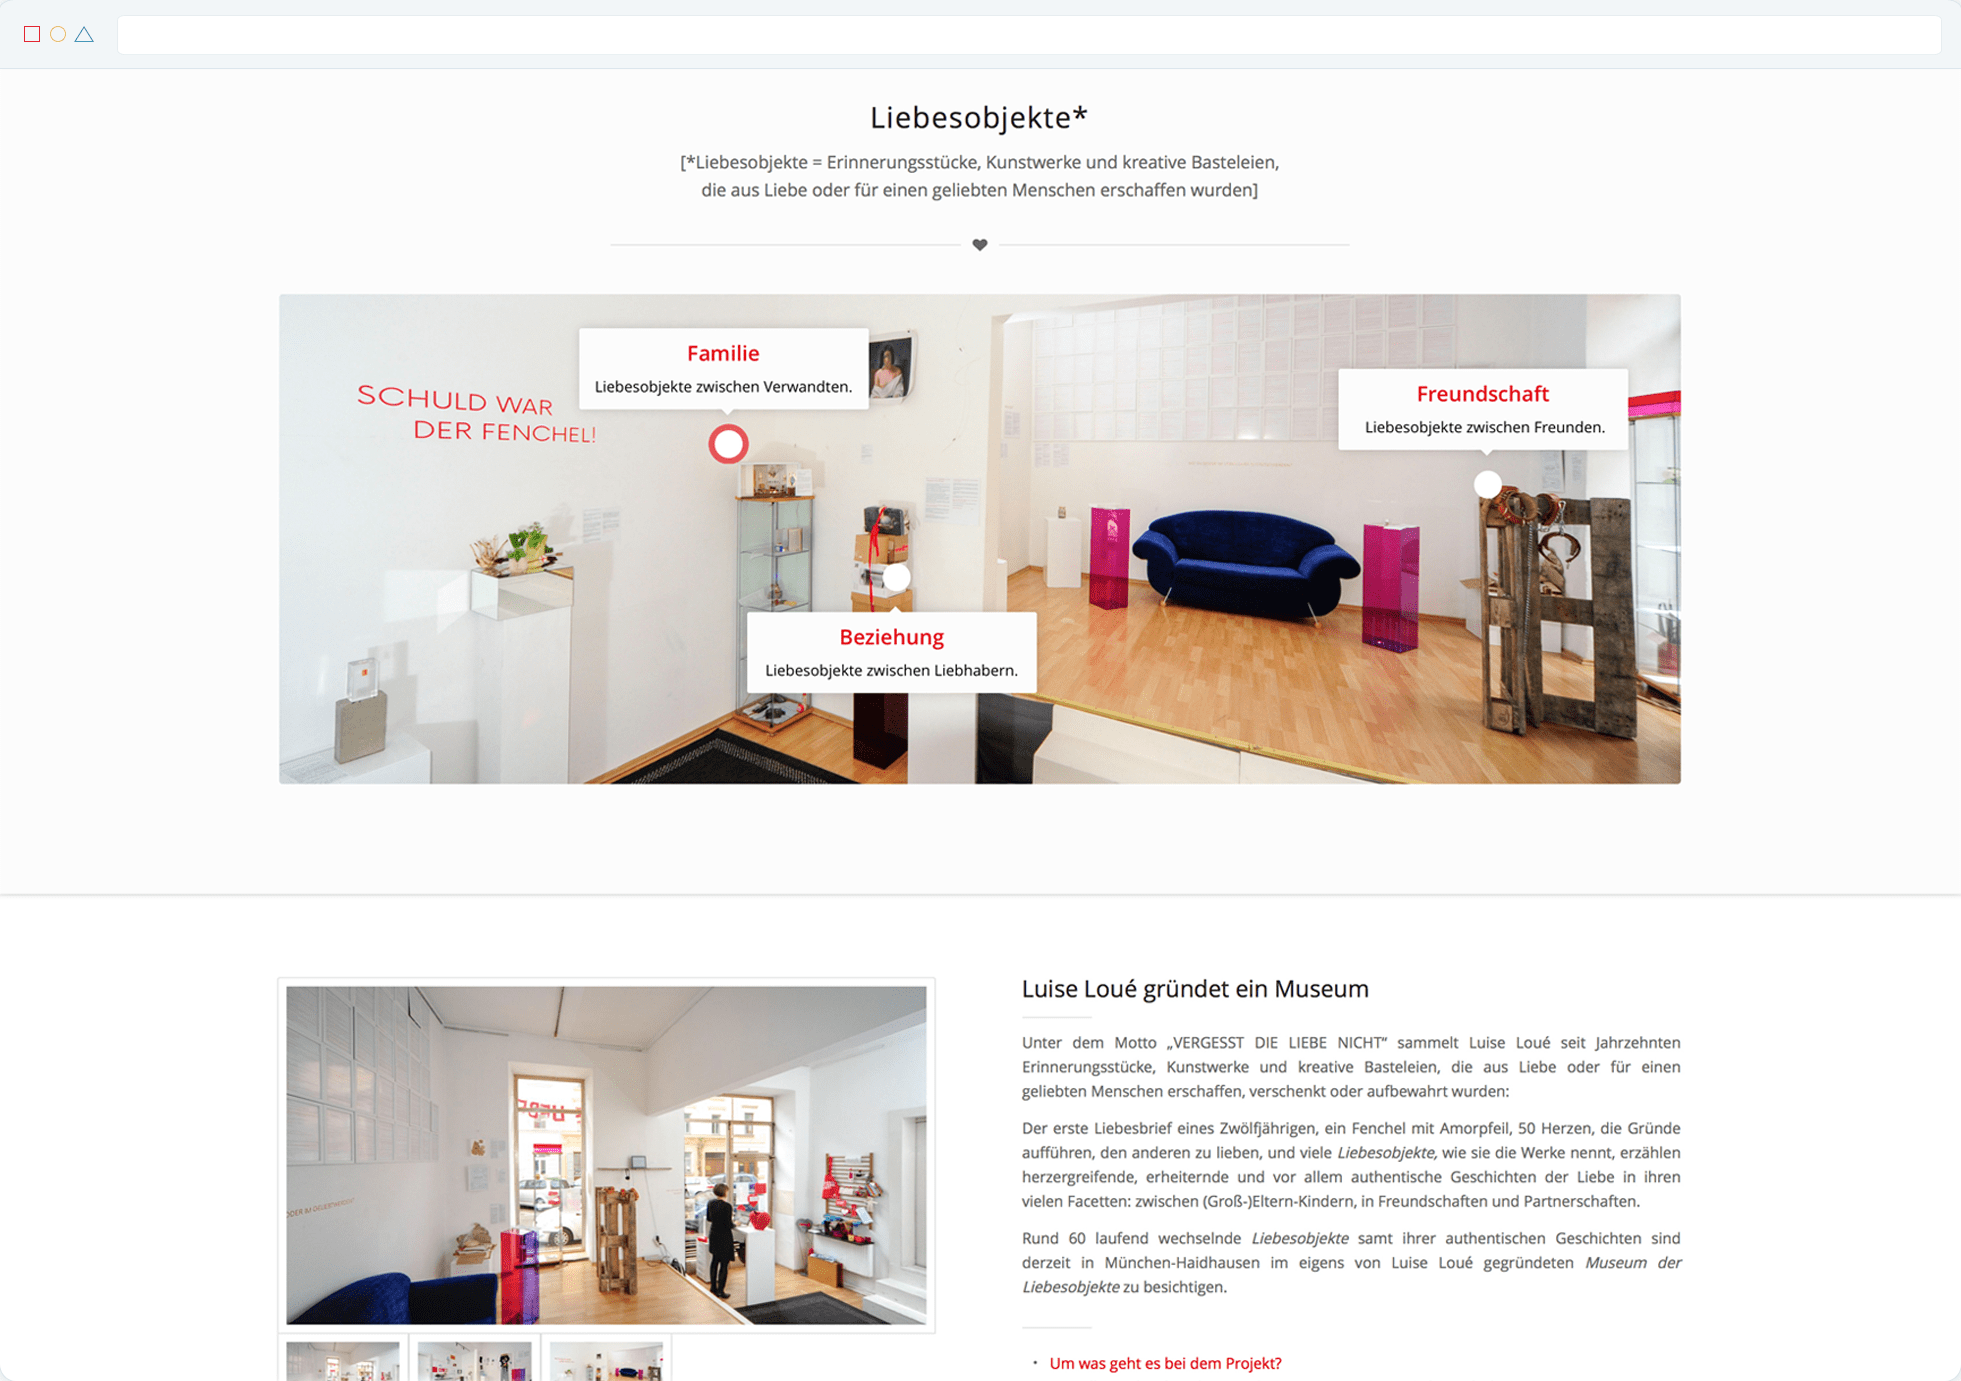 Liebesobjekte*
[*Liebesobjekte = Erinnerungsstücke, Kunstwerke und kreative Basteleien,
die aus Liebe oder für einen geliebten Menschen erschaffen wurden]
Familie
Liebesobjekte zwischen Verwandten.
SCHULD WAR
DER FENCHEL!
Freundschaft
Liebesobjekte zwischen Freunden.
Beziehung
Liebesobjekte zwischen Liebhabern.
Luise Loué gründet ein Museum
Unter dem Motto „VERGESST DIE LIEBE NICHT“ sammelt Luise Loué seit Jahrzehnten
Erinnerungsstücke, Kunstwerke und kreative Basteleien, die aus Liebe oder für einen
geliebten Menschen erschaffen, verschenkt oder aufbewahrt wurden:
Der erste Liebesbrief eines Zwölfjährigen, ein Fenchel mit Amorpfeil, 50 Herzen, die Gründe
aufführen, den anderen zu lieben, und viele Liebesobjekte, wie sie die Werke nennt, erzählen
herzergreifende, erheiternde und vor allem authentische Geschichten der Liebe in ihren
vielen Facetten: zwischen (Groß-)Eltern-Kindern, in Freundschaften und Partnerschaften.
Rund 60 laufend wechselnde Liebesobjekte samt ihrer authentischen Geschichten sind
derzeit in München-Haidhausen im eigens von Luise Loué gegründeten Museum der
Liebesobjekte zu besichtigen.
• Um was geht es bei dem Projekt?